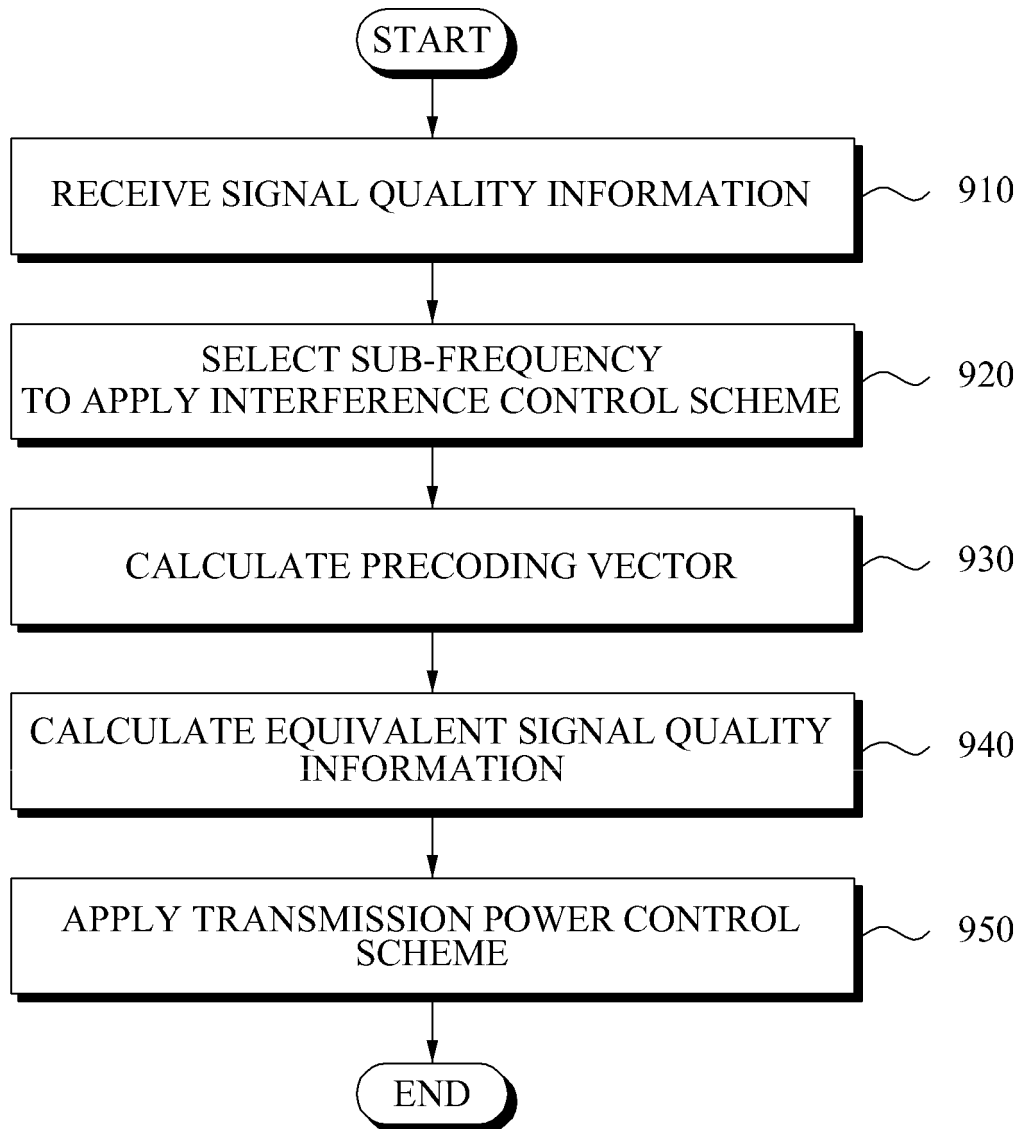 START
RECEIVE SIGNAL QUALITY INFORMATION
910
SELECT SUB-FREQUENCY
TO APPLY INTERFERENCE CONTROL SCHEME
920
CALCULATE PRECODING VECTOR
930
CALCULATE EQUIVALENT SIGNAL QUALITY
INFORMATION
940
APPLY TRANSMISSION POWER CONTROL
SCHEME
950
END